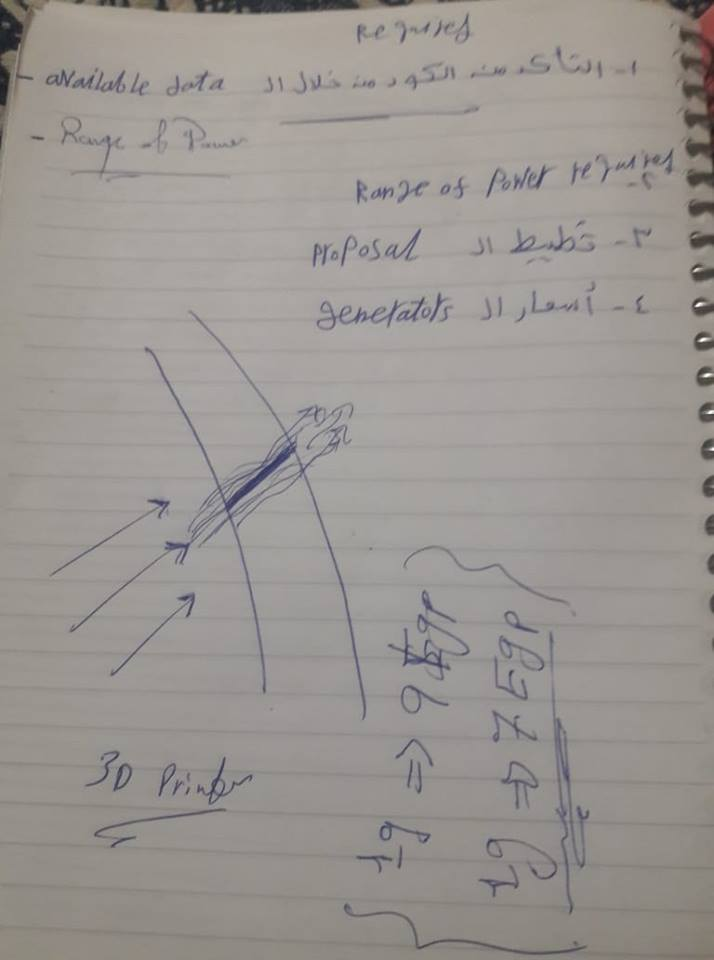 Required
١- التأكد من الكود من خلال ال available data
- Range of Power
٢- Range of Power required
٣- تخطيط ال proposal
٤- أسعار ال generators
3D Printer
1g => 9 Egp
1g => 7 Egp